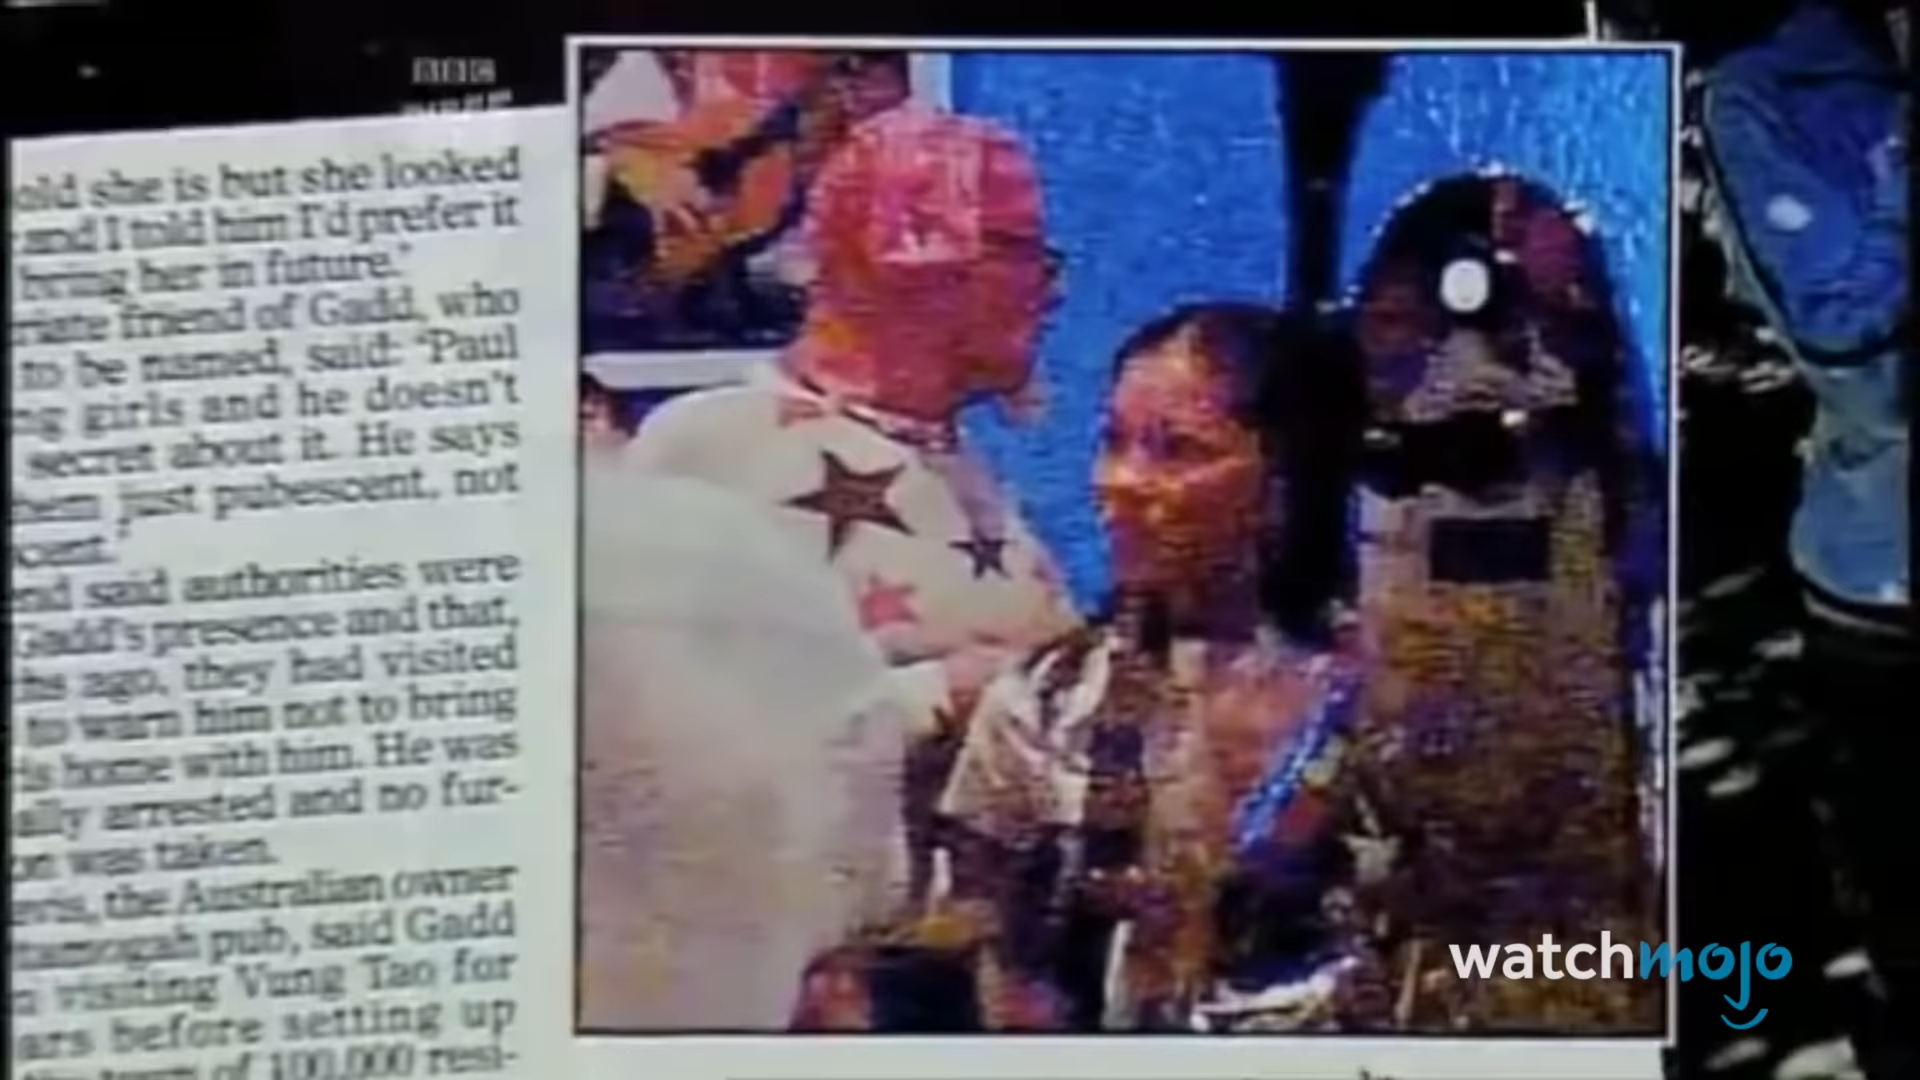 BBC
old she is but she looked
and I told him I'd prefer it
bring her in future."
friend of Gadd, who
to be named, said: "Paul
girls and he doesn't
secret about it. He says
just pubescent, not
said authorities were
Gadd's presence and that,
ago, they had visited
to warn him not to bring
home with him. He was
arrested and no fur-
was taken.
the Australian owner
pub, said Gadd
visiting Vung Tao for
before setting up
of 100,000 resi-
watchmojo